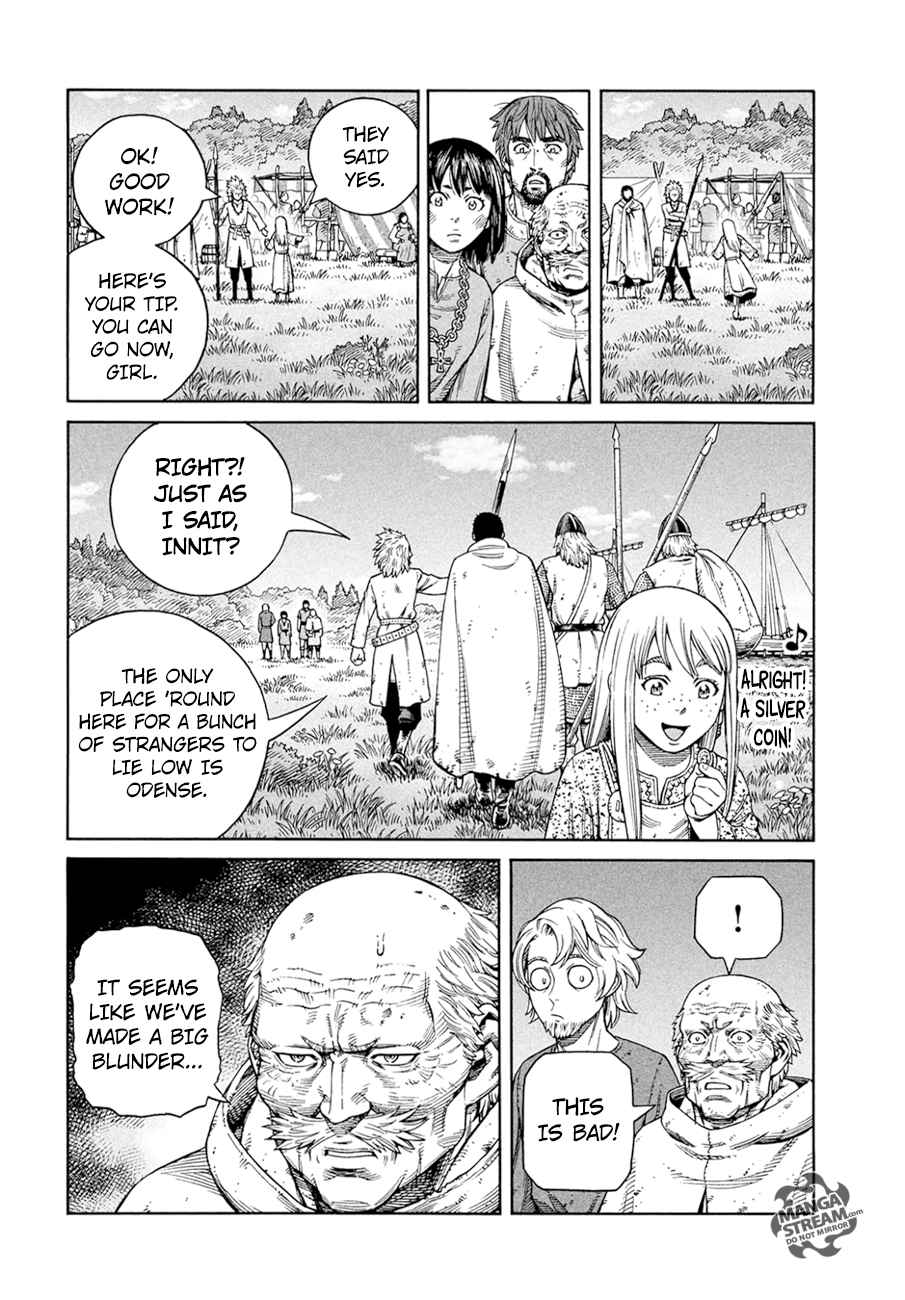 THEY
SAID
YES.
OK!
GOOD
WORK!
HERE'S
YOUR TIP.
YOU CAN
GO NOW,
GIRL.
RIGHT?!
JUST AS
I SAID,
INNIT?
THE ONLY
PLACE 'ROUND
HERE FOR A BUNCH
OF STRANGERS TO
LIE LOW IS
ODENSE.
ALRIGHT!
A SILVER
COIN!
!
THIS
IS BAD!
IT SEEMS
LIKE WE'VE
MADE A BIG
BLUNDER...
MANGA
STREAM.com
DO NOT MIRROR